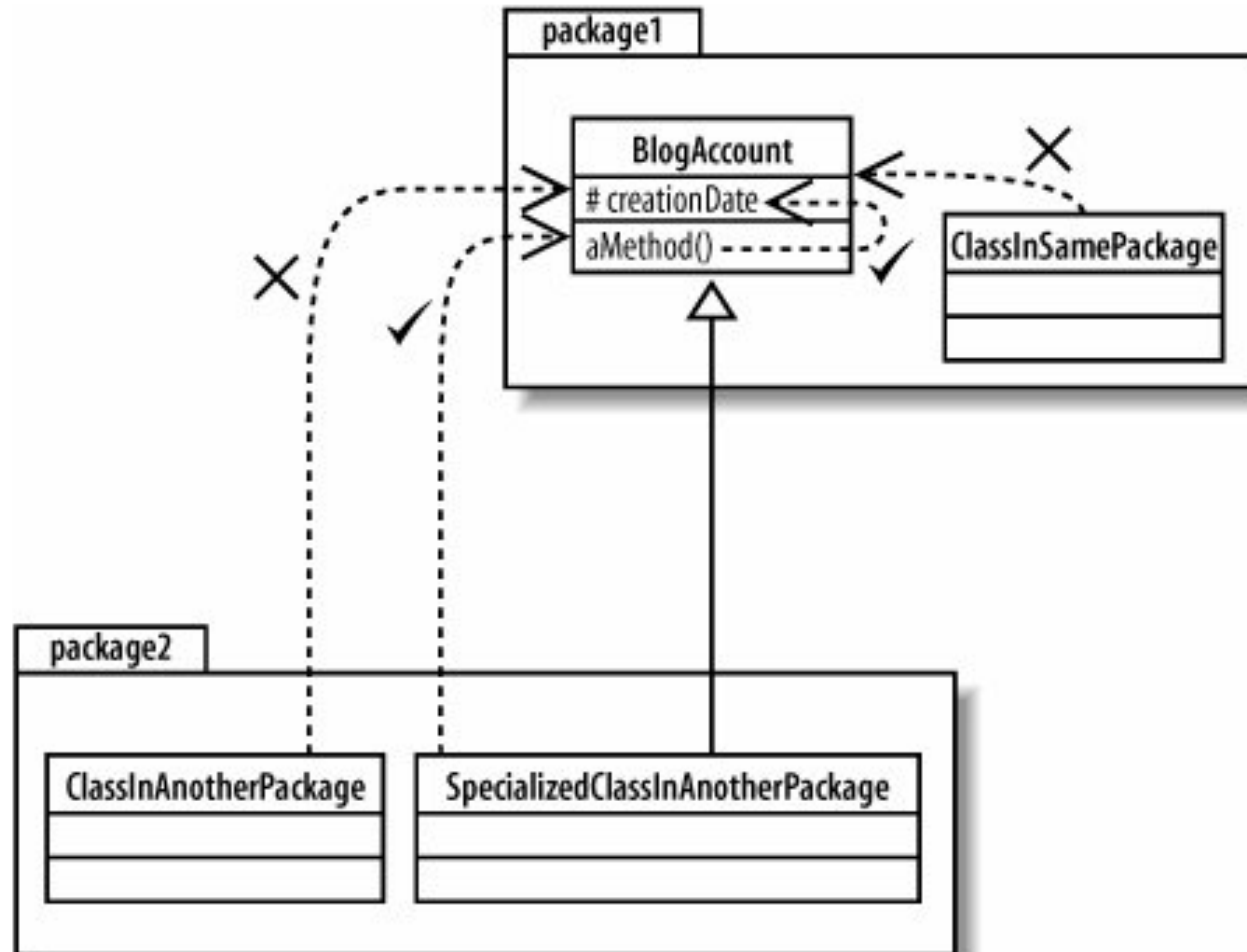 package1
BlogAccount
# creationDate
aMethod()
ClassInSamePackage
package2
ClassInAnotherPackage
SpecializedClassInAnotherPackage